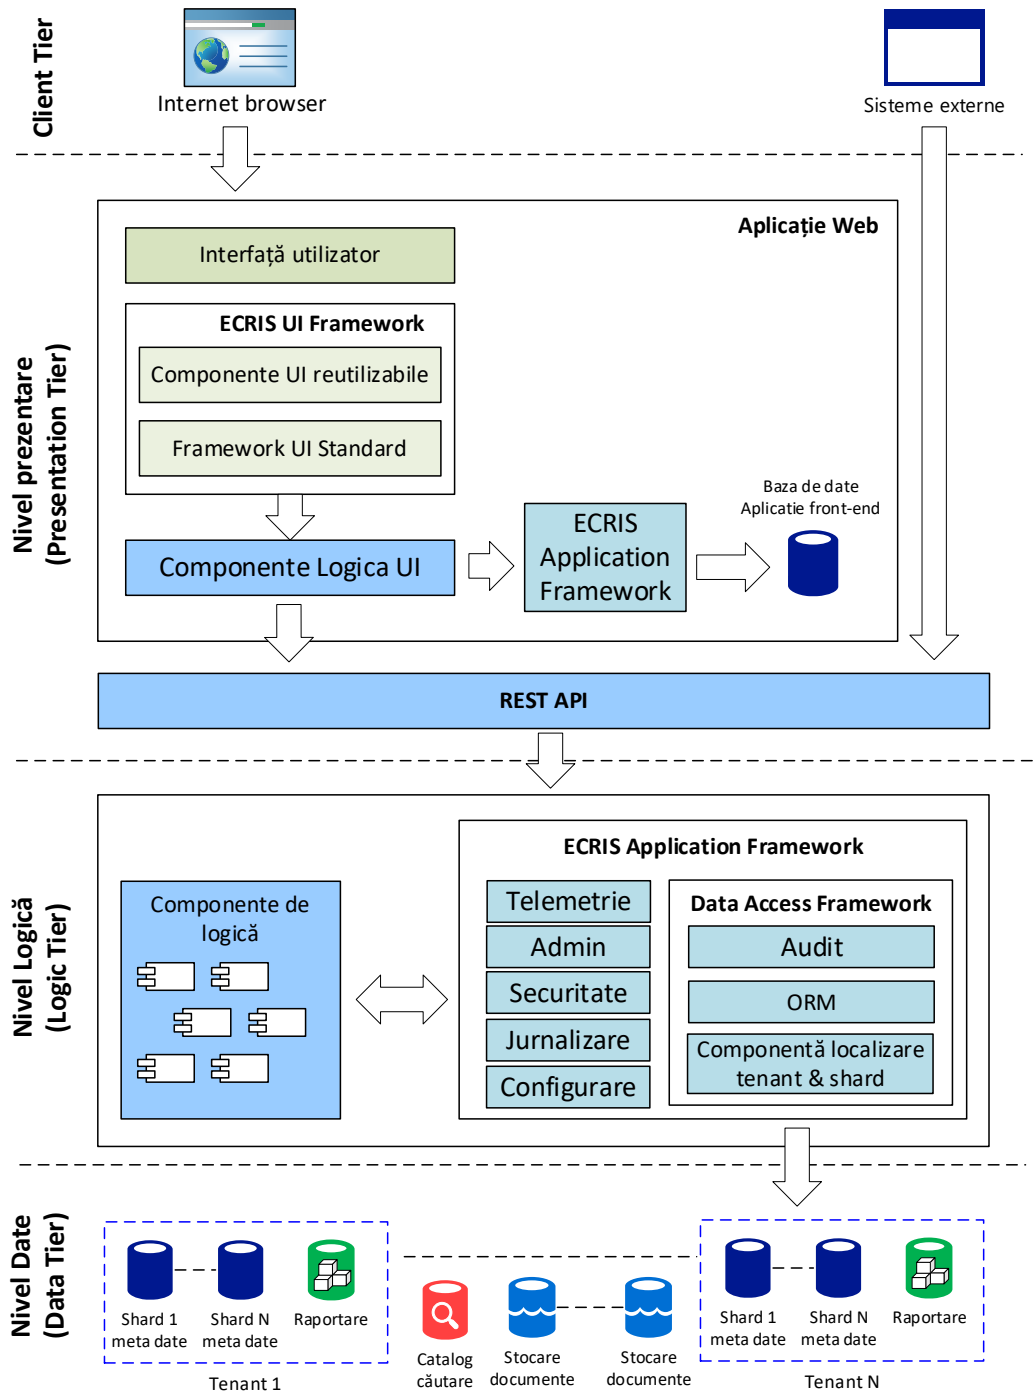 Client Tier
Internet browser
Sisteme externe
Nivel prezentare
(Presentation Tier)
Aplicație Web
Interfață utilizator
ECRIS UI Framework
Componente UI reutilizabile
Framework UI Standard
Componente Logica UI
ECRIS
Application
Framework
Baza de date
Aplicatie front-end
REST API
Nivel Logică
(Logic Tier)
Componente de
logică
ECRIS Application Framework
Telemetrie
Admin
Securitate
Jurnalizare
Configurare
Data Access Framework
Audit
ORM
Componentă localizare
tenant & shard
Nivel Date
(Data Tier)
Shard 1
meta date
Shard N
meta date
Raportare
Tenant 1
Catalog
căutare
Stocare
documente
Stocare
documente
Shard 1
meta date
Shard N
meta date
Raportare
Tenant N